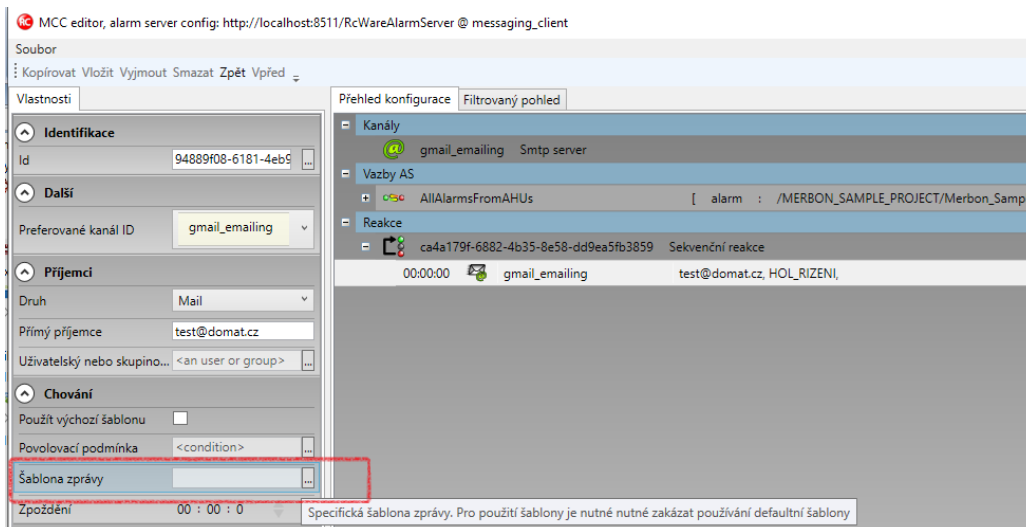 MCC editor, alarm server config: http://localhost:8511/RcWareAlarmServer @ messaging_client
Soubor
Kopírovat Vložit Vyjmout Smazat Zpět Vpřed
Vlastnosti
Přehled konfigurace Filtrovaný pohled
Identifikace
Id 94889f08-6181-4eb9 ...
Další
Preferované kanál ID gmail_emailing
Příjemci
Druh Mail
Přímý příjemce test@domat.cz
Uživatelský nebo skupino... <an user or group> ...
Chování
Použít výchozí šablonu
Povolovací podmínka <condition> ...
Šablona zprávy ...
Zpoždění 00 : 00 : 0
Kanály
gmail_emailing Smtp server
Vazby AS
AllAlarmsFromAHUs [ alarm : /MERBON_SAMPLE_PROJECT/Merbon_Samp
Reakce
ca4a179f-6882-4b35-8e58-dd9ea5fb3859 Sekvenční reakce
00:00:00 gmail_emailing test@domat.cz, HOL_RIZENI,
Specifická šablona zprávy. Pro použití šablony je nutné nutné zakázat používání defaultní šablony